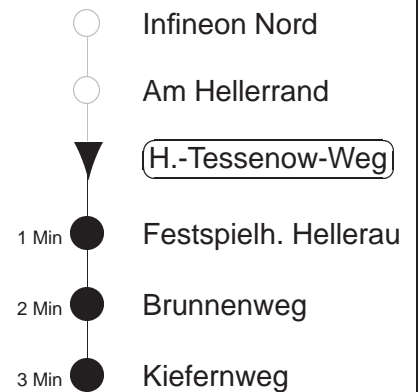 Infineon Nord
Am Hellerrand
H.-Tessenow-Weg
1 Min Festspielh. Hellerau
2 Min Brunnenweg
3 Min Kiefernweg